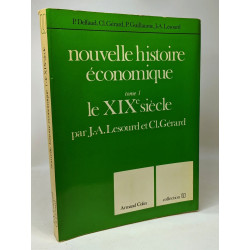 P. Delfaud, Cl. Gérard, P. Guillaume, J.-A. Lesourd
nouvelle histoire
économique
tome 1
le XIXe siècle
par J.-A. Lesourd et Cl. Gérard
Armand Colin
collection U